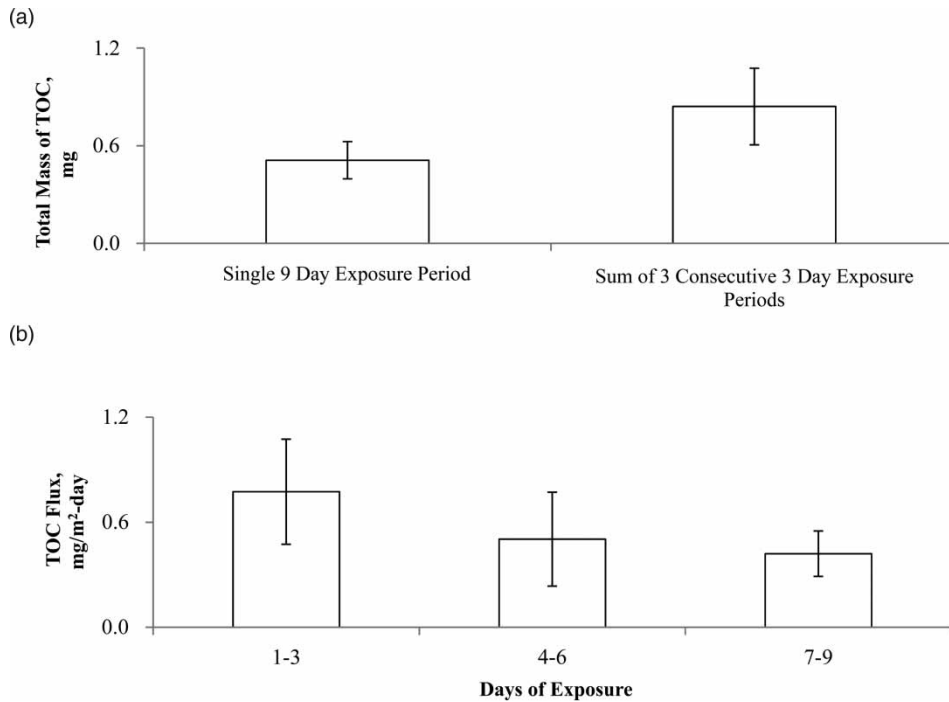 (a)
Total Mass of TOC,
mg
1.2
0.6
0.0
Single 9 Day Exposure Period
Sum of 3 Consecutive 3 Day Exposure
Periods
(b)
TOC Flux,
mg/m²-day
1.2
0.6
0.0
1-3
4-6
7-9
Days of Exposure